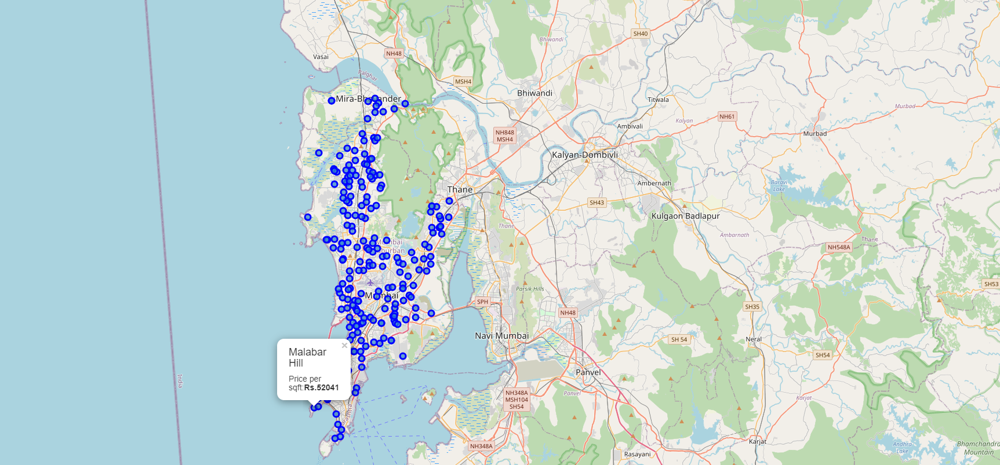 SH40
Bhiwandi
NH48
Vasai
Palghar
MSH4
Bhiwandi
Mira-Bh
nder
Titwala
Murbad
NH61
Kalyan
Ambivali
NH848
MSH4
Murbad
Kalyan-Dombivli
Ambernath
Baravi
Lake
Thane
SH43
Kulgaon Badlapur
Thane
Ambarnath
Thane
NH548A
Mumbai
Suburban
Parsik Hills
SH53
Mumbai
SPH
NH48
SH35
Navi Mumbai
SH 54
Neral
Malabar
Hill
×
Price per
sqft:Rs.52041
SH54
Panvel
India
NH348A
MSH104
SH54
Panvel
Karjat
NH348A
Karjat
Andhra
Lake
Bhamchandra
Mountain
Rasayani